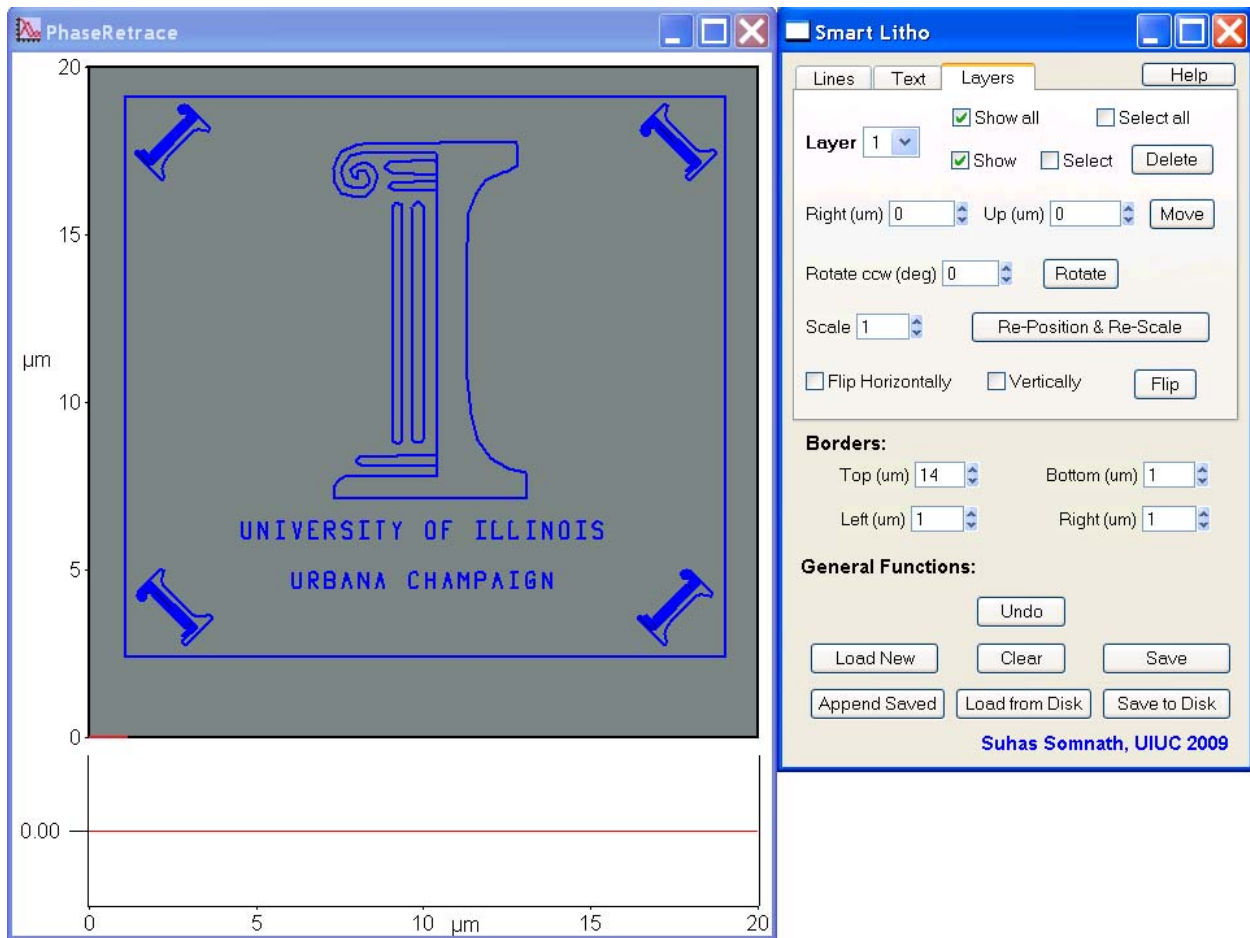 PhaseRetrace
20
15
µm
10
5
0
UNIVERSITY OF ILLINOIS
URBANA CHAMPAIGN
0.00
0 5 10 µm 15 20
Smart Litho
Lines Text Layers Help
Show all Select all
Layer 1
Show Select Delete
Right (um) 0 Up (um) 0 Move
Rotate ccw (deg) 0 Rotate
Scale 1 Re-Position & Re-Scale
Flip Horizontally Vertically Flip
Borders:
Top (um) 14 Bottom (um) 1
Left (um) 1 Right (um) 1
General Functions:
Undo
Load New Clear Save
Append Saved Load from Disk Save to Disk
Suhas Somnath, UIUC 2009